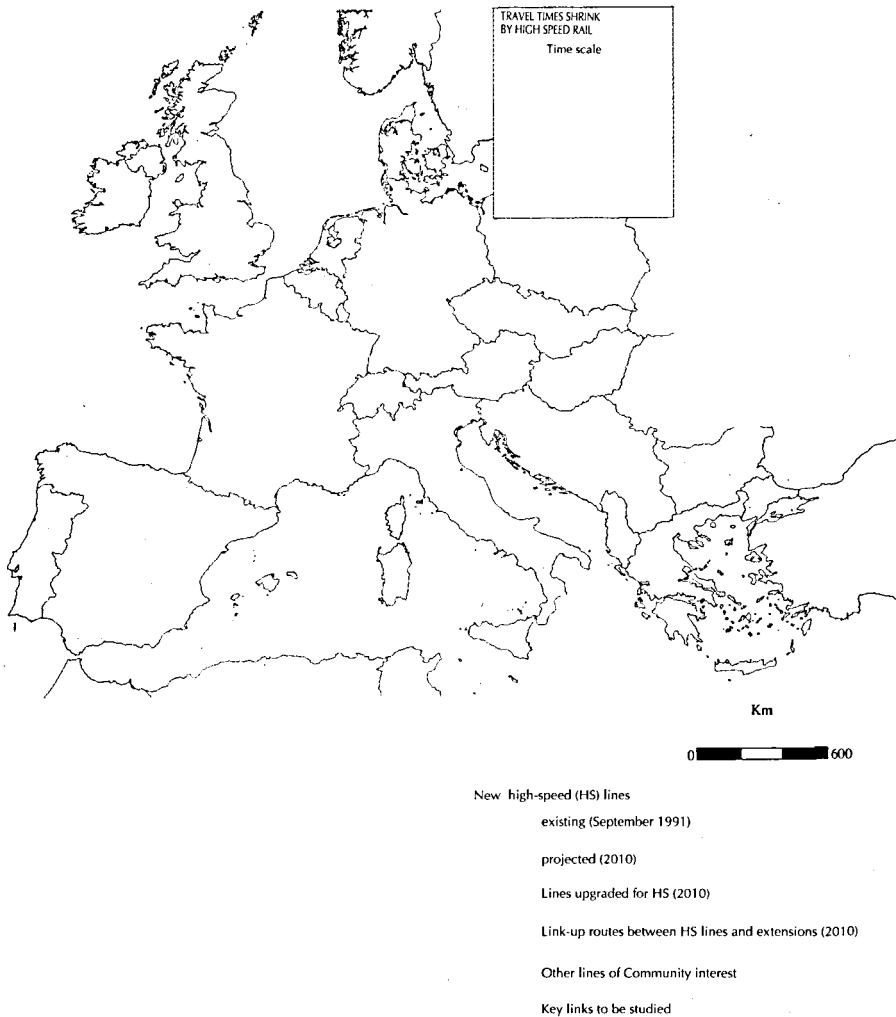 TRAVEL TIMES SHRINK
BY HIGH SPEED RAIL
Time scale
Km
0 600
New high-speed (HS) lines
existing (September 1991)
projected (2010)
Lines upgraded for HS (2010)
Link-up routes between HS lines and extensions (2010)
Other lines of Community interest
Key links to be studied